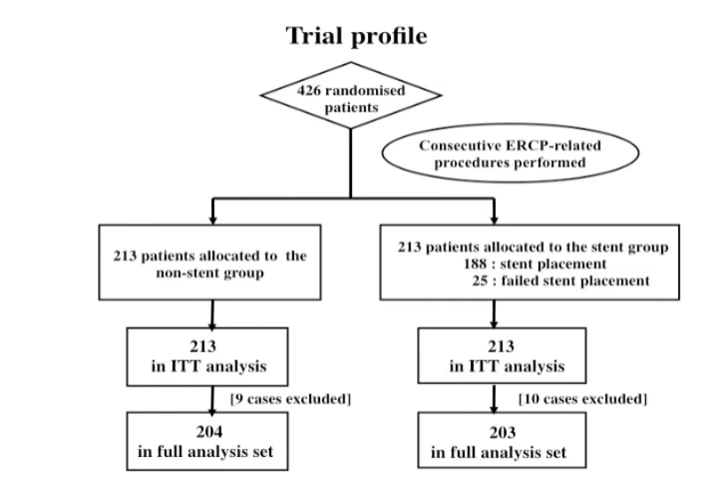 Trial profile
426 randomised
patients
Consecutive ERCP-related
procedures performed
213 patients allocated to the
non-stent group
213 patients allocated to the stent group
188 : stent placement
25 : failed stent placement
213
in ITT analysis
213
in ITT analysis
[9 cases excluded]
[10 cases excluded]
204
in full analysis set
203
in full analysis set